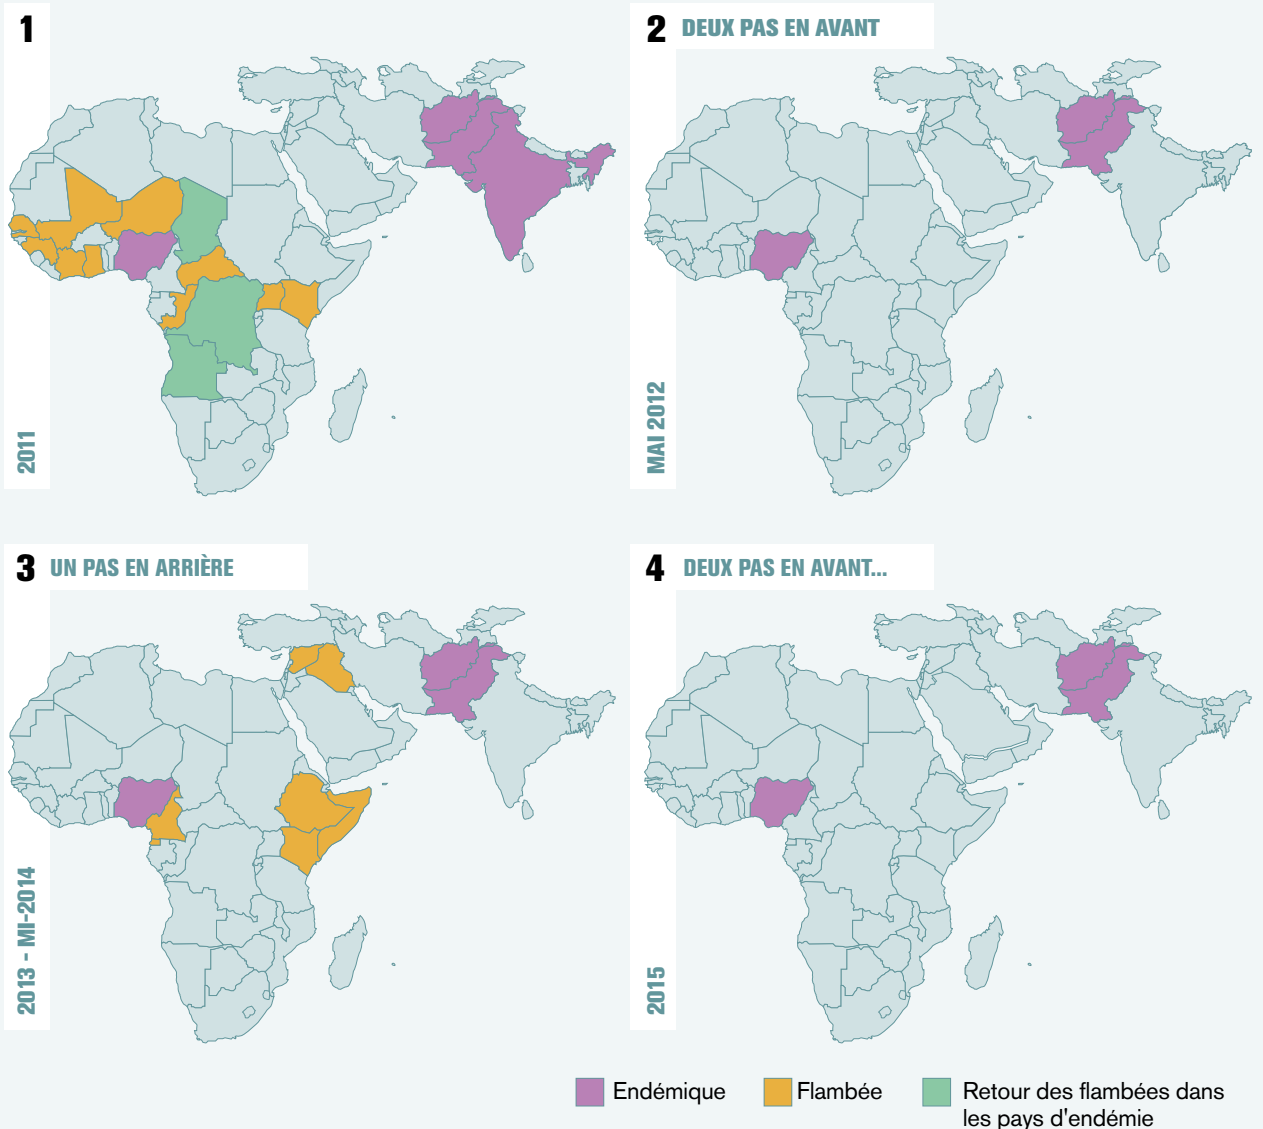 1
2011
2 DEUX PAS EN AVANT
MAI 2012
3 UN PAS EN ARRIÈRE
2013 - MI-2014
4 DEUX PAS EN AVANT...
2015
Endémique
Flambée
Retour des flambées dans
les pays d'endémie